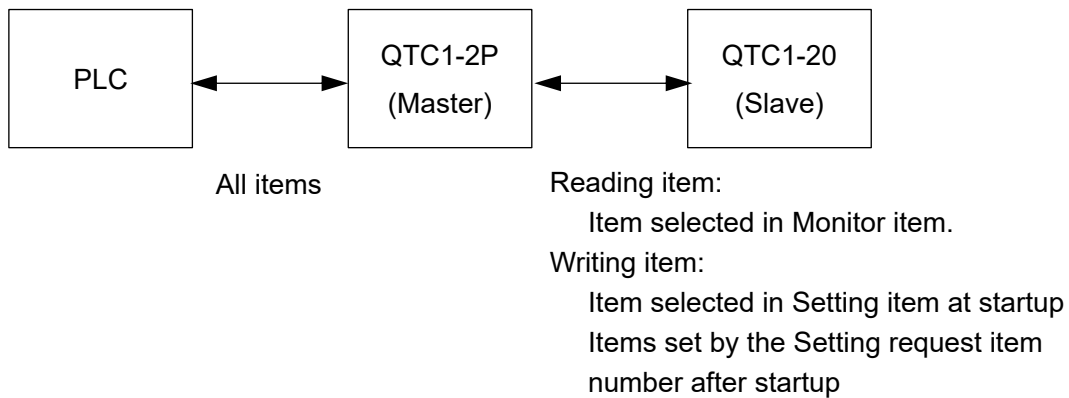 PLC
QTC1-2P
(Master)
QTC1-20
(Slave)
All items
Reading item:
Item selected in Monitor item.
Writing item:
Item selected in Setting item at startup
Items set by the Setting request item
number after startup